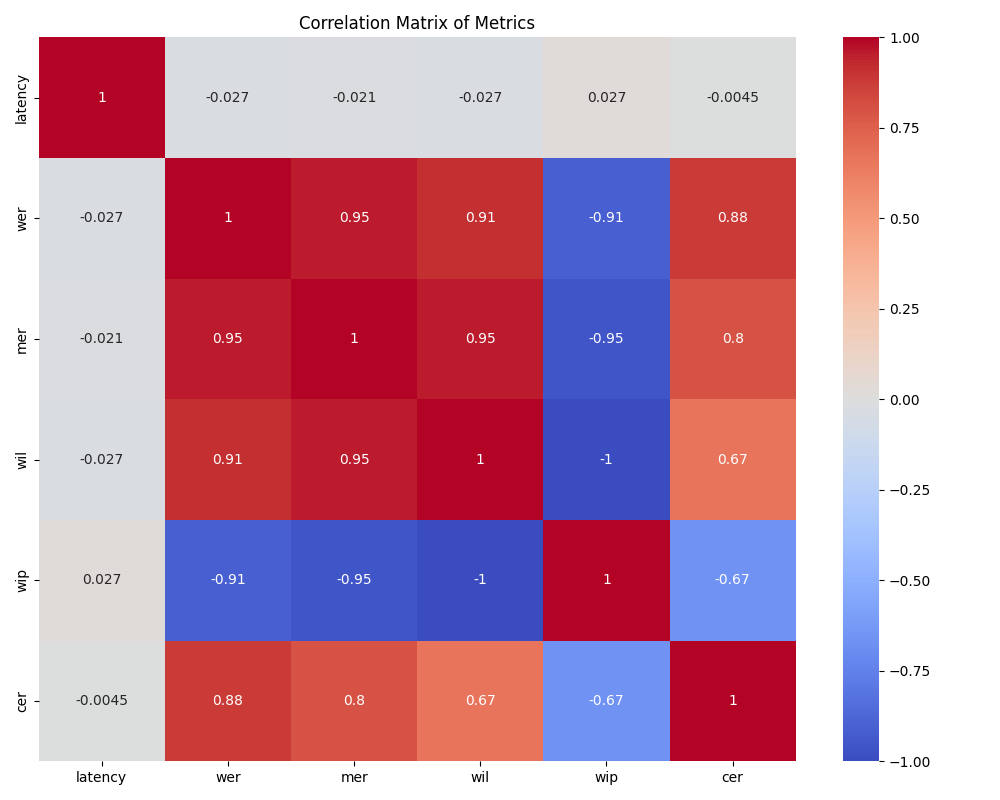 Correlation Matrix of Metrics
latency 1 -0.027 -0.021 -0.027 0.027 -0.0045
wer -0.027 1 0.95 0.91 -0.91 0.88
mer -0.021 0.95 1 0.95 -0.95 0.8
wil -0.027 0.91 0.95 1 -1 0.67
wip 0.027 -0.91 -0.95 -1 1 -0.67
cer -0.0045 0.88 0.8 0.67 -0.67 1
latency wer mer wil wip cer
1.00
0.75
0.50
0.25
0.00
−0.25
−0.50
−0.75
−1.00